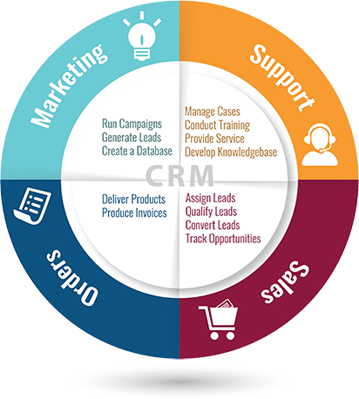 Marketing
Support
Run Campaigns
Generate Leads
Create a Database
Manage Cases
Conduct Training
Provide Service
Develop Knowledgebase
CRM
Deliver Products
Produce Invoices
Assign Leads
Qualify Leads
Convert Leads
Track Opportunities
Orders
Sales